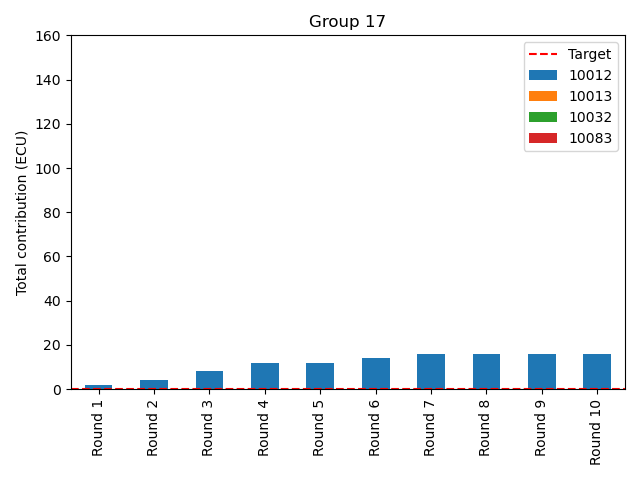 Group 17
Total contribution (ECU)
160
140
120
100
80
60
40
20
0
Target
10012
10013
10032
10083
Round 1
Round 2
Round 3
Round 4
Round 5
Round 6
Round 7
Round 8
Round 9
Round 10